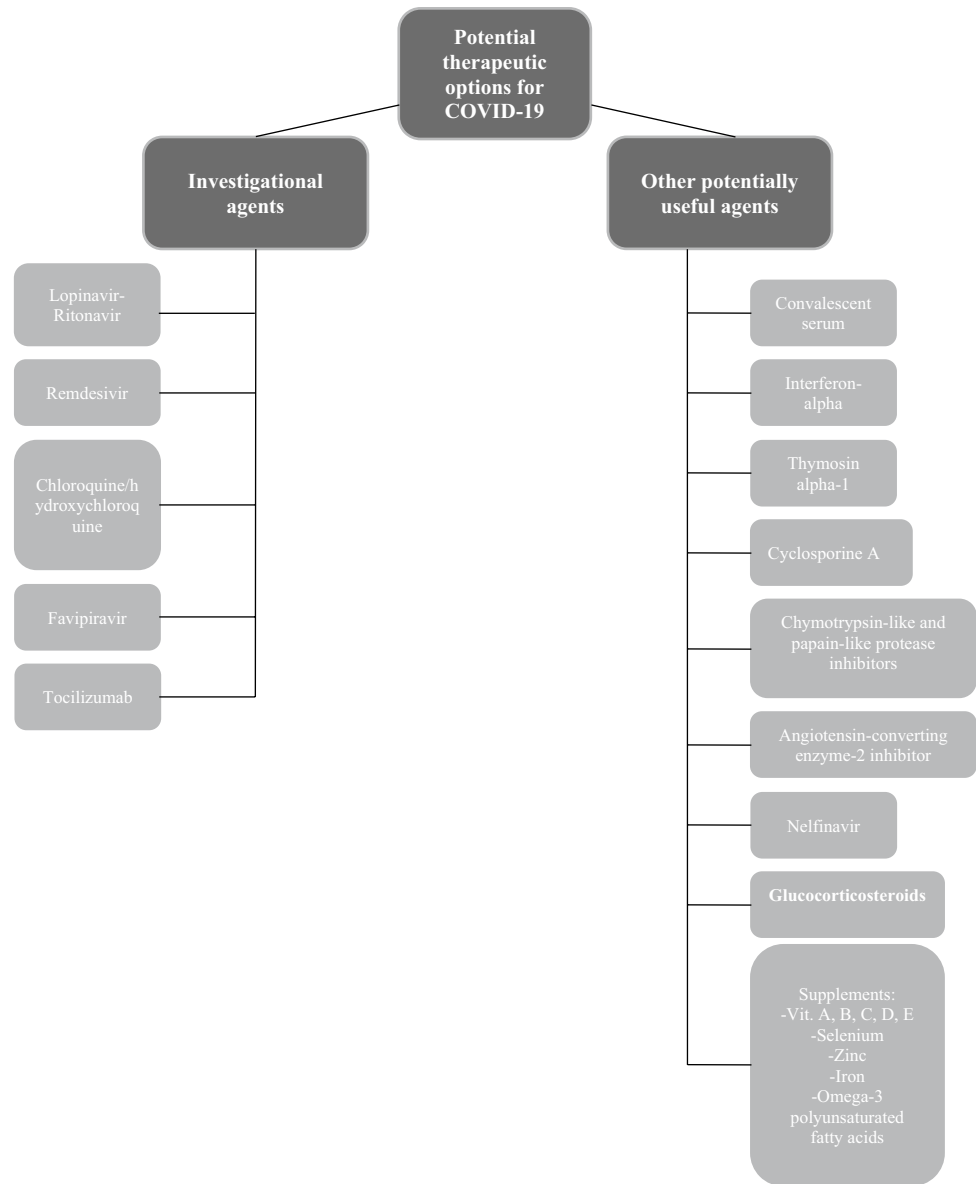 Potential
therapeutic
options for
COVID-19
Investigational
agents
Other potentially
useful agents
Lopinavir-
Ritonavir
Remdesivir
Chloroquine/h
ydroxychloroq
uine
Favipiravir
Tocilizumab
Convalescent
serum
Interferon-
alpha
Thymosin
alpha-1
Cyclosporine A
Chymotrypsin-like and
papain-like protease
inhibitors
Angiotensin-converting
enzyme-2 inhibitor
Nelfinavir
Glucocorticosteroids
Supplements:
-Vit. A, B, C, D, E
-Selenium
-Zinc
-Iron
-Omega-3
polyunsaturated
fatty acids